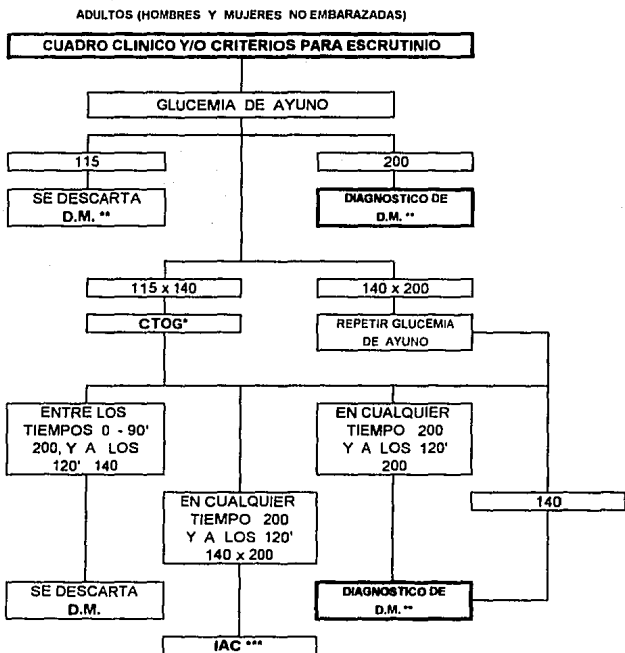 ADULTOS (HOMBRES Y MUJERES NO EMBARAZADAS)
CUADRO CLINICO Y/O CRITERIOS PARA ESCRUTINIO
GLUCEMIA DE AYUNO
115
200
SE DESCARTA
D.M. **
DIAGNOSTICO DE
D.M. **
115 x 140
140 x 200
CTOG*
REPETIR GLUCEMIA
DE AYUNO
ENTRE LOS
TIEMPOS 0 - 90'
200, Y A LOS
120' 140
EN CUALQUIER
TIEMPO 200
Y A LOS 120'
200
140
EN CUALQUIER
TIEMPO 200
Y A LOS 120'
140 x 200
SE DESCARTA
D.M.
DIAGNOSTICO DE
D.M. **
IAC ***